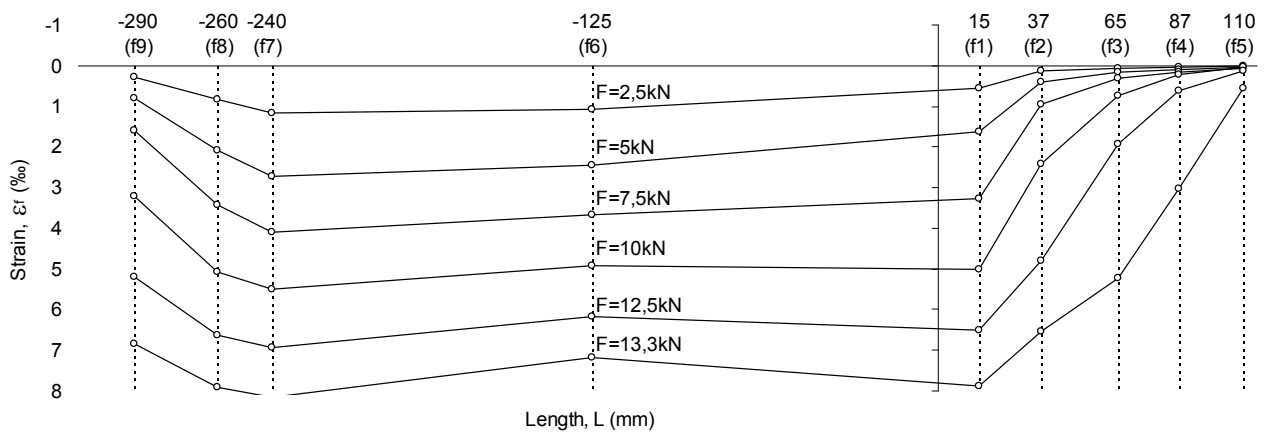 -290 -260 -240 -125 15 37 65 87 110
(f9) (f8) (f7) (f6) (f1) (f2) (f3) (f4) (f5)
-1
0
1
2
3
4
5
6
7
8
Strain, εf (‰)
F=2,5kN
F=5kN
F=7,5kN
F=10kN
F=12,5kN
F=13,3kN
Length, L (mm)